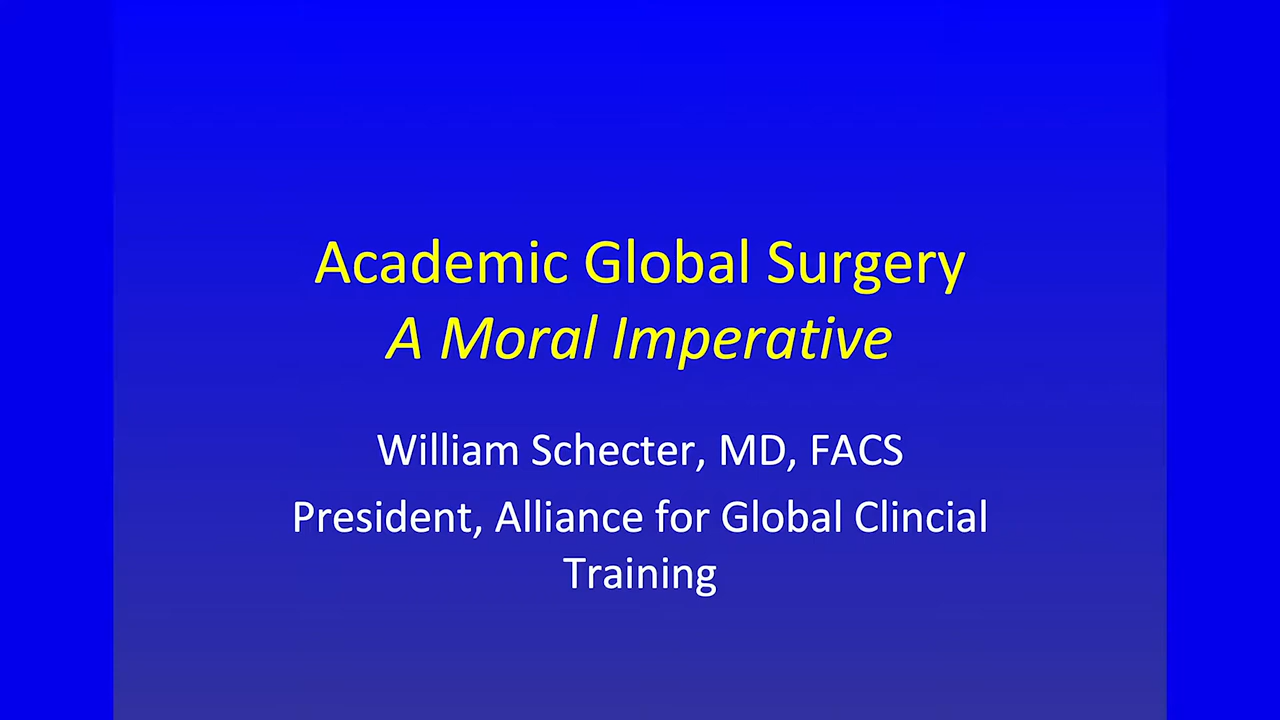 Academic Global Surgery
A Moral Imperative
William Schecter, MD, FACS
President, Alliance for Global Clincial
Training